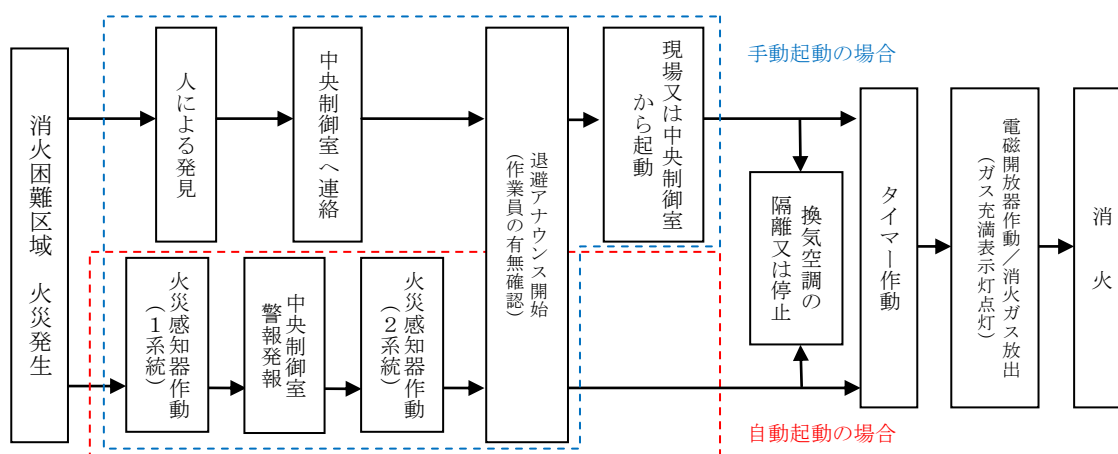 消火困難区域 火災発生
人による発見
中央制御室へ連絡
退避アナウンス開始
(作業員の有無確認)
現場又は中央制御室
から起動
手動起動の場合
火災感知器作動
(1系統)
中央制御室
警報発報
火災感知器作動
(2系統)
自動起動の場合
換気空調の
隔離又は停止
タイマー作動
電磁開放器作動/消火ガス放出
(ガス充満表示灯点灯)
消火